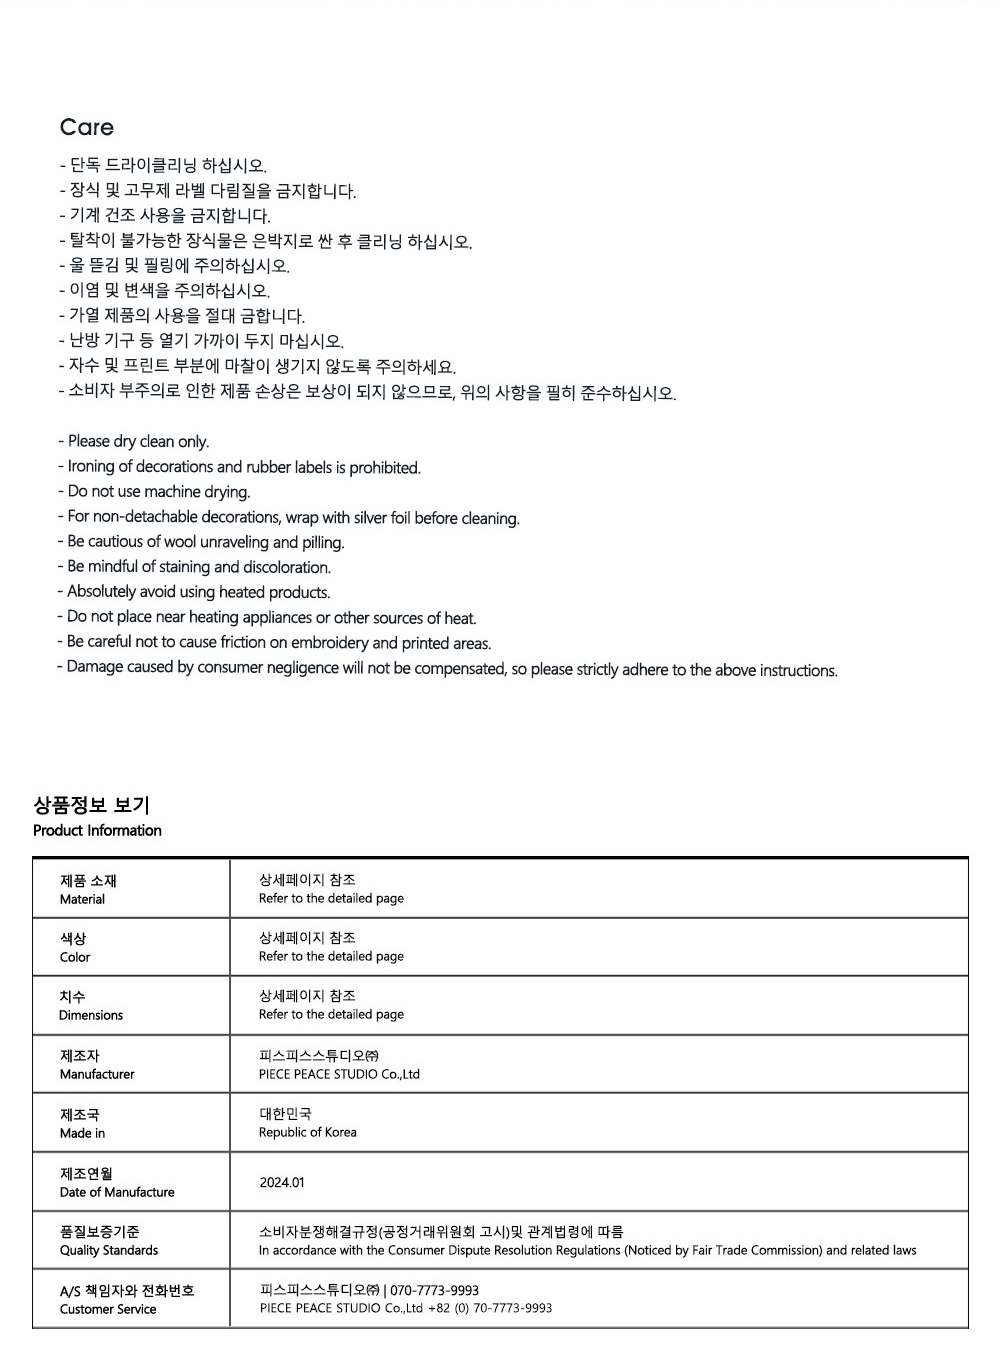 Care
- 단독 드라이클리닝 하십시오.
- 장식 및 고무제 라벨 다림질을 금지합니다.
- 기계 건조 사용을 금지합니다.
- 탈착이 불가능한 장식물은 은박지로 싼 후 클리닝 하십시오.
- 울 뜯김 및 필링에 주의하십시오.
- 이염 및 변색을 주의하십시오.
- 가열 제품의 사용을 절대 금합니다.
- 난방 기구 등 열기 가까이 두지 마십시오.
- 자수 및 프린트 부분에 마찰이 생기지 않도록 주의하세요.
- 소비자 부주의로 인한 제품 손상은 보상이 되지 않으므로, 위의 사항을 필히 준수하십시오.
- Please dry clean only.
- Ironing of decorations and rubber labels is prohibited.
- Do not use machine drying.
- For non-detachable decorations, wrap with silver foil before cleaning.
- Be cautious of wool unraveling and pilling.
- Be mindful of staining and discoloration.
- Absolutely avoid using heated products.
- Do not place near heating appliances or other sources of heat.
- Be careful not to cause friction on embroidery and printed areas.
- Damage caused by consumer negligence will not be compensated, so please strictly adhere to the above instructions.
상품정보 보기
Product Information
제품 소재
Material
상세페이지 참조
Refer to the detailed page
색상
Color
상세페이지 참조
Refer to the detailed page
치수
Dimensions
상세페이지 참조
Refer to the detailed page
제조자
Manufacturer
피스피스스튜디오㈜
PIECE PEACE STUDIO Co.,Ltd
제조국
Made in
대한민국
Republic of Korea
제조연월
Date of Manufacture
2024.01
품질보증기준
Quality Standards
소비자분쟁해결규정(공정거래위원회 고시)및 관계법령에 따름
In accordance with the Consumer Dispute Resolution Regulations (Noticed by Fair Trade Commission) and related laws
A/S 책임자와 전화번호
Customer Service
피스피스스튜디오㈜ | 070-7773-9993
PIECE PEACE STUDIO Co.,Ltd +82 (0) 70-7773-9993